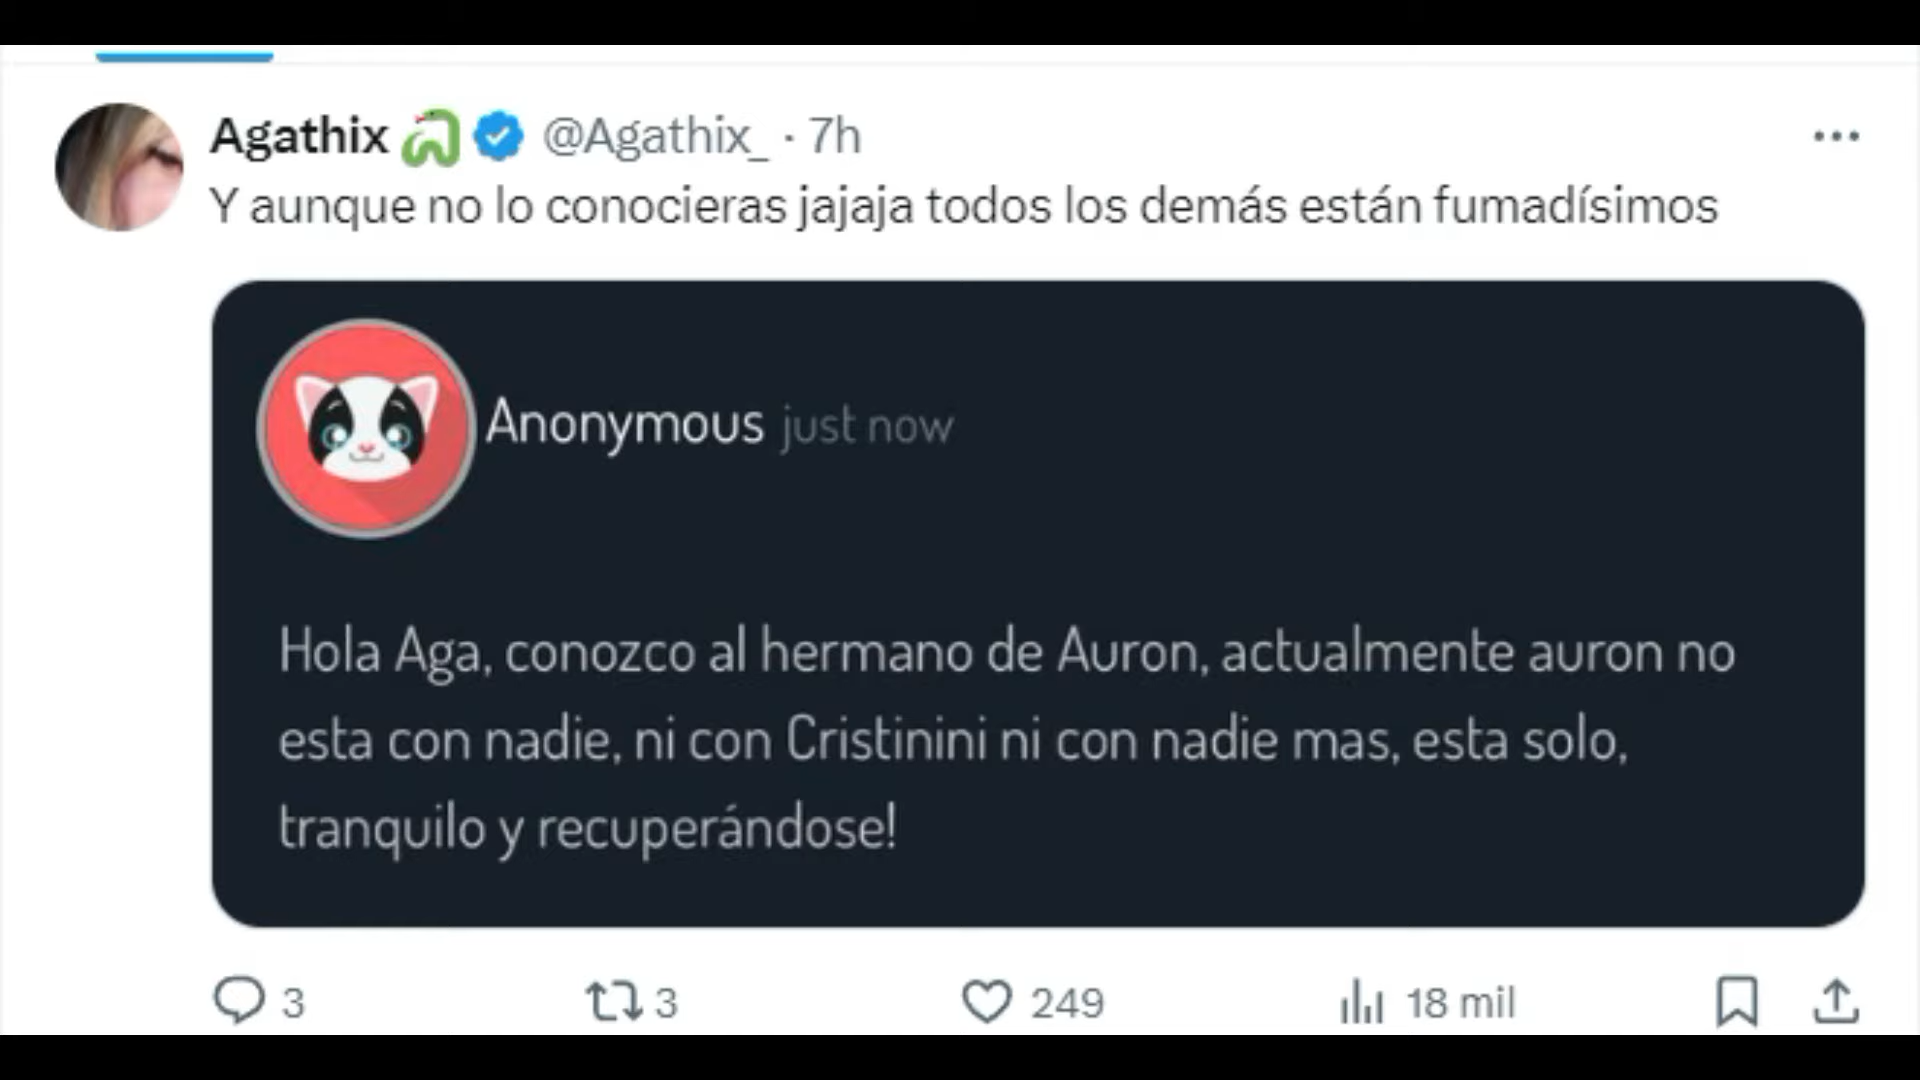 Agathix @Agathix_ · 7h
Y aunque no lo conocieras jajaja todos los demás están fumadísimos
Anonymous just now
Hola Aga, conozco al hermano de Auron, actualmente auron no
esta con nadie, ni con Cristinini ni con nadie mas, esta solo,
tranquilo y recuperándose!
3 3 249 18 mil